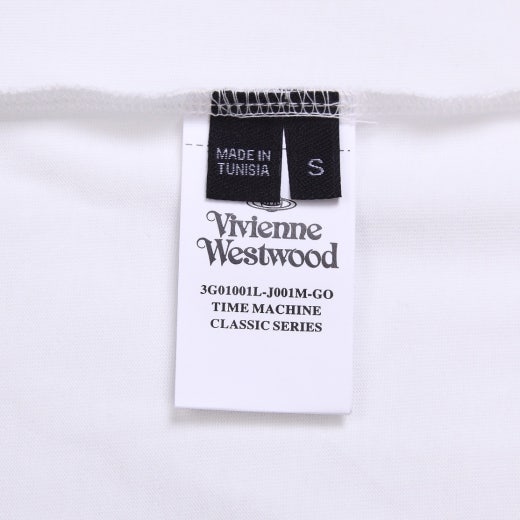 MADE IN
TUNISIA
S
Vivienne
Westwood
3G01001L-J001M-GO
TIME MACHINE
CLASSIC SERIES